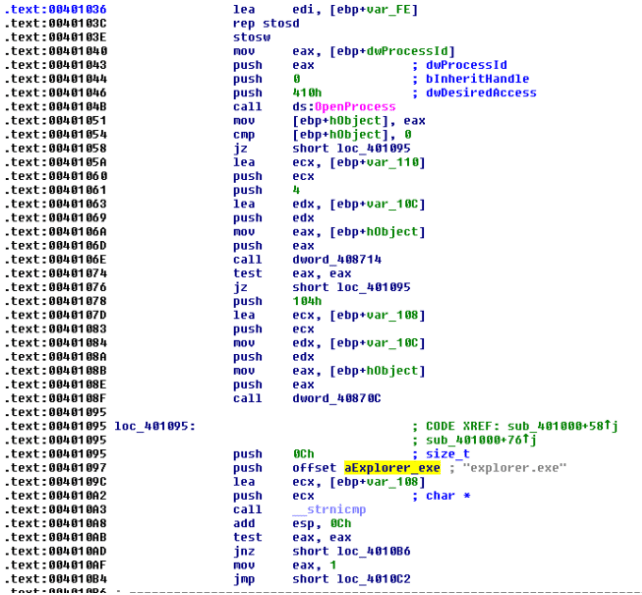 .text:00401036 lea edi, [ebp+var_FE]
.text:0040103C rep stosd
.text:0040103E stosw
.text:00401040 mov eax, [ebp+dwProcessId]
.text:00401043 push eax ; dwProcessId
.text:00401044 push 0 ; bInheritHandle
.text:00401046 push 410h ; dwDesiredAccess
.text:0040104B call ds:OpenProcess
.text:00401051 mov [ebp+hObject], eax
.text:00401054 cmp [ebp+hObject], 0
.text:00401058 jz short loc_401095
.text:0040105A lea ecx, [ebp+var_110]
.text:00401060 push ecx
.text:00401061 push 4
.text:00401063 lea edx, [ebp+var_10C]
.text:00401069 push edx
.text:0040106A mov eax, [ebp+hObject]
.text:0040106D push eax
.text:0040106E call dword_408714
.text:00401074 test eax, eax
.text:00401076 jz short loc_401095
.text:00401078 push 104h
.text:0040107D lea ecx, [ebp+var_108]
.text:00401083 push ecx
.text:00401084 mov edx, [ebp+var_10C]
.text:0040108A push edx
.text:0040108B mov eax, [ebp+hObject]
.text:0040108E push eax
.text:0040108F call dword_40870C
.text:00401095
.text:00401095 loc_401095: ; CODE XREF: sub_401000+58↑j
.text:00401095 ; sub_401000+76↑j
.text:00401095 push 0Ch ; size_t
.text:00401097 push offset aExplorer_exe ; "explorer.exe"
.text:0040109C lea ecx, [ebp+var_108]
.text:004010A2 push ecx ; char *
.text:004010A3 call __strnicmp
.text:004010A8 add esp, 0Ch
.text:004010AB test eax, eax
.text:004010AD jnz short loc_4010B6
.text:004010AF mov eax, 1
.text:004010B4 jmp short loc_4010C2
.text:004010B6 ; ---------------------------------------------------------------------------